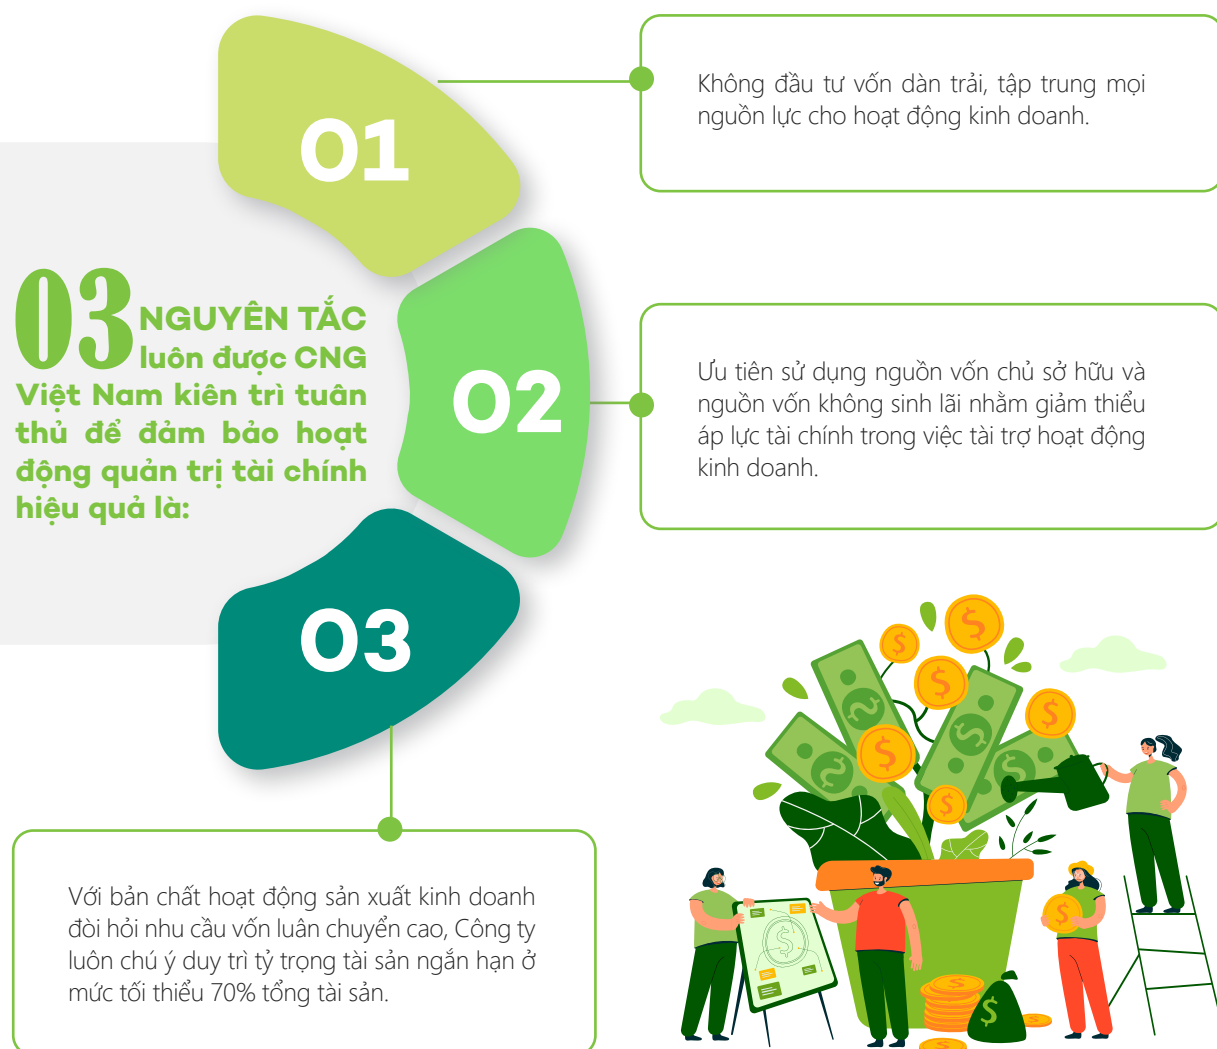 01
Không đầu tư vốn dàn trải, tập trung mọi
nguồn lực cho hoạt động kinh doanh.
03 NGUYÊN TẮC
luôn được CNG
Việt Nam kiên trì tuân
thủ để đảm bảo hoạt
động quản trị tài chính
hiệu quả là:
02
Ưu tiên sử dụng nguồn vốn chủ sở hữu và
nguồn vốn không sinh lãi nhằm giảm thiểu
áp lực tài chính trong việc tài trợ hoạt động
kinh doanh.
03
Với bản chất hoạt động sản xuất kinh doanh
đòi hỏi nhu cầu vốn luân chuyển cao, Công ty
luôn chú ý duy trì tỷ trọng tài sản ngắn hạn ở
mức tối thiểu 70% tổng tài sản.